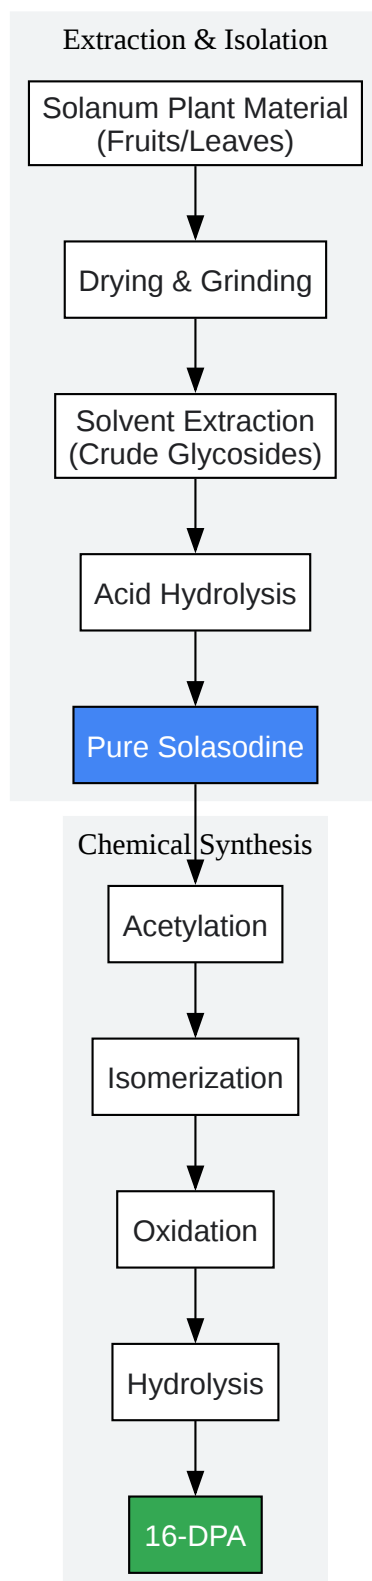 Extraction & Isolation
Solanum Plant Material
(Fruits/Leaves)
Drying & Grinding
Solvent Extraction
(Crude Glycosides)
Acid Hydrolysis
Pure Solasodine
Chemical Synthesis
Acetylation
Isomerization
Oxidation
Hydrolysis
16-DPA